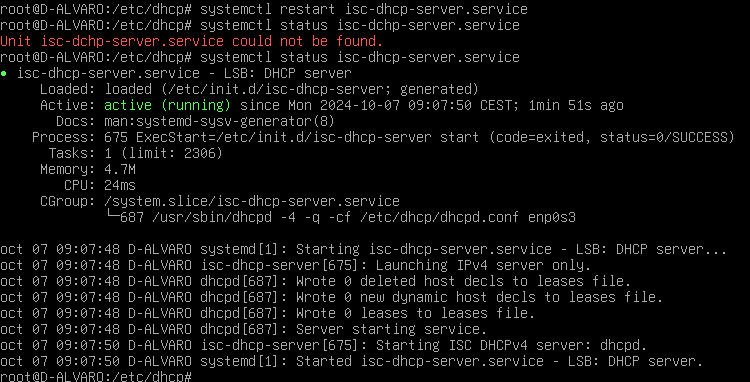 root@D-ALVARO:/etc/dhcp# systemctl restart isc-dhcp-server.service
root@D-ALVARO:/etc/dhcp# systemctl status isc-dchp-server.service
Unit isc-dchp-server.service could not be found.
root@D-ALVARO:/etc/dhcp# systemctl status isc-dhcp-server.service
● isc-dhcp-server.service - LSB: DHCP server
Loaded: loaded (/etc/init.d/isc-dhcp-server; generated)
Active: active (running) since Mon 2024-10-07 09:07:50 CEST; 1min 51s ago
Docs: man:systemd-sysv-generator(8)
Process: 675 ExecStart=/etc/init.d/isc-dhcp-server start (code=exited, status=0/SUCCESS)
Tasks: 1 (limit: 2306)
Memory: 4.7M
CPU: 24ms
CGroup: /system.slice/isc-dhcp-server.service
└─687 /usr/sbin/dhcpd -4 -q -cf /etc/dhcp/dhcpd.conf enp0s3
oct 07 09:07:48 D-ALVARO systemd[1]: Starting isc-dhcp-server.service - LSB: DHCP server...
oct 07 09:07:48 D-ALVARO isc-dhcp-server[675]: Launching IPv4 server only.
oct 07 09:07:48 D-ALVARO dhcpd[687]: Wrote 0 deleted host decls to leases file.
oct 07 09:07:48 D-ALVARO dhcpd[687]: Wrote 0 new dynamic host decls to leases file.
oct 07 09:07:48 D-ALVARO dhcpd[687]: Wrote 0 leases to leases file.
oct 07 09:07:48 D-ALVARO dhcpd[687]: Server starting service.
oct 07 09:07:50 D-ALVARO isc-dhcp-server[675]: Starting ISC DHCPv4 server: dhcpd.
oct 07 09:07:50 D-ALVARO systemd[1]: Started isc-dhcp-server.service - LSB: DHCP server.
root@D-ALVARO:/etc/dhcp#